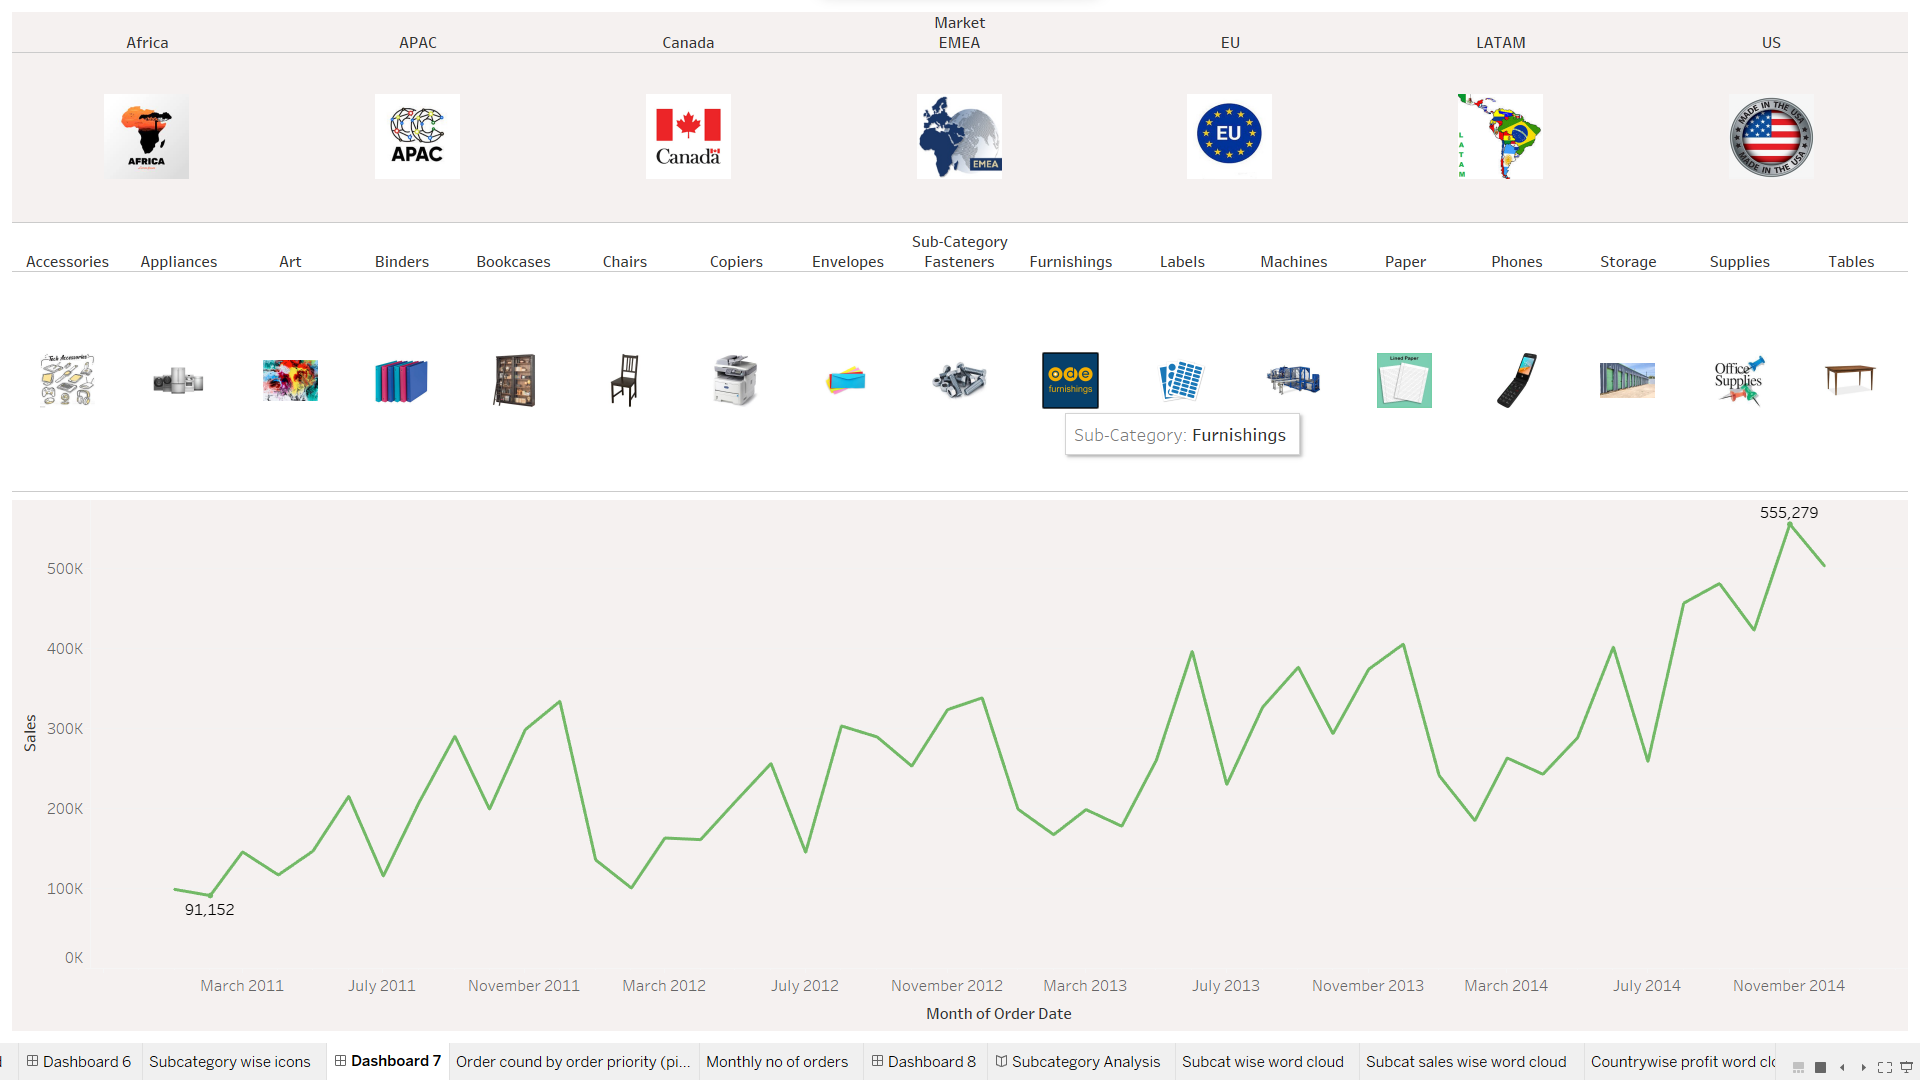 Market
Africa APAC Canada EMEA EU LATAM US
AFRICA
APAC
Canada
EMEA
EU
LATAM
MADE IN THE USA
MADE IN THE USA
Sub-Category
Accessories Appliances Art Binders Bookcases Chairs Copiers Envelopes Fasteners Furnishings Labels Machines Paper Phones Storage Supplies Tables
Tech Accessories
ode
furnishings
Lined Paper
Office
Supplies
Sub-Category: Furnishings
555,279
500K
400K
300K
200K
100K
0K
Sales
91,152
March 2011 July 2011 November 2011 March 2012 July 2012 November 2012 March 2013 July 2013 November 2013 March 2014 July 2014 November 2014
Month of Order Date
Dashboard 6 Subcategory wise icons Dashboard 7 Order cound by order priority (pi... Monthly no of orders Dashboard 8 Subcategory Analysis Subcat wise word cloud Subcat sales wise word cloud Countrywise profit word clo